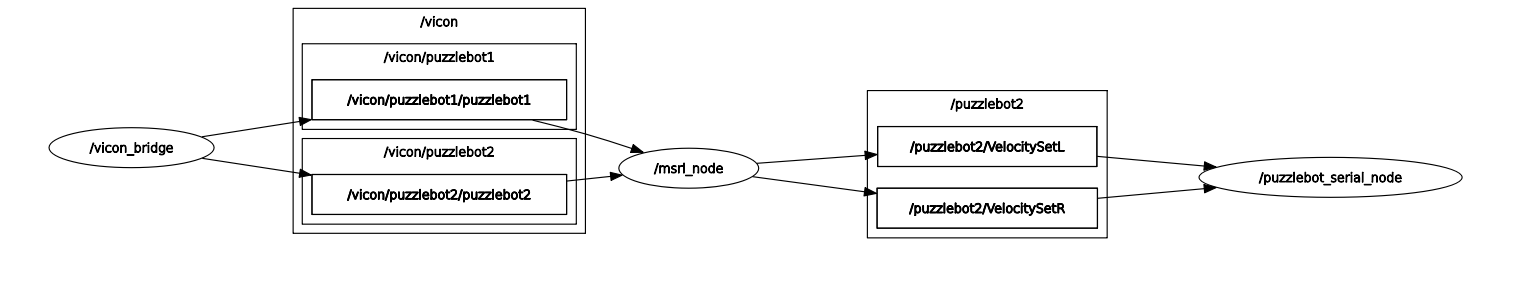 /vicon
/vicon/puzzlebot1
/vicon/puzzlebot1/puzzlebot1
/vicon_bridge
/vicon/puzzlebot2
/vicon/puzzlebot2/puzzlebot2
/msrl_node
/puzzlebot2
/puzzlebot2/VelocitySetL
/puzzlebot2/VelocitySetR
/puzzlebot_serial_node